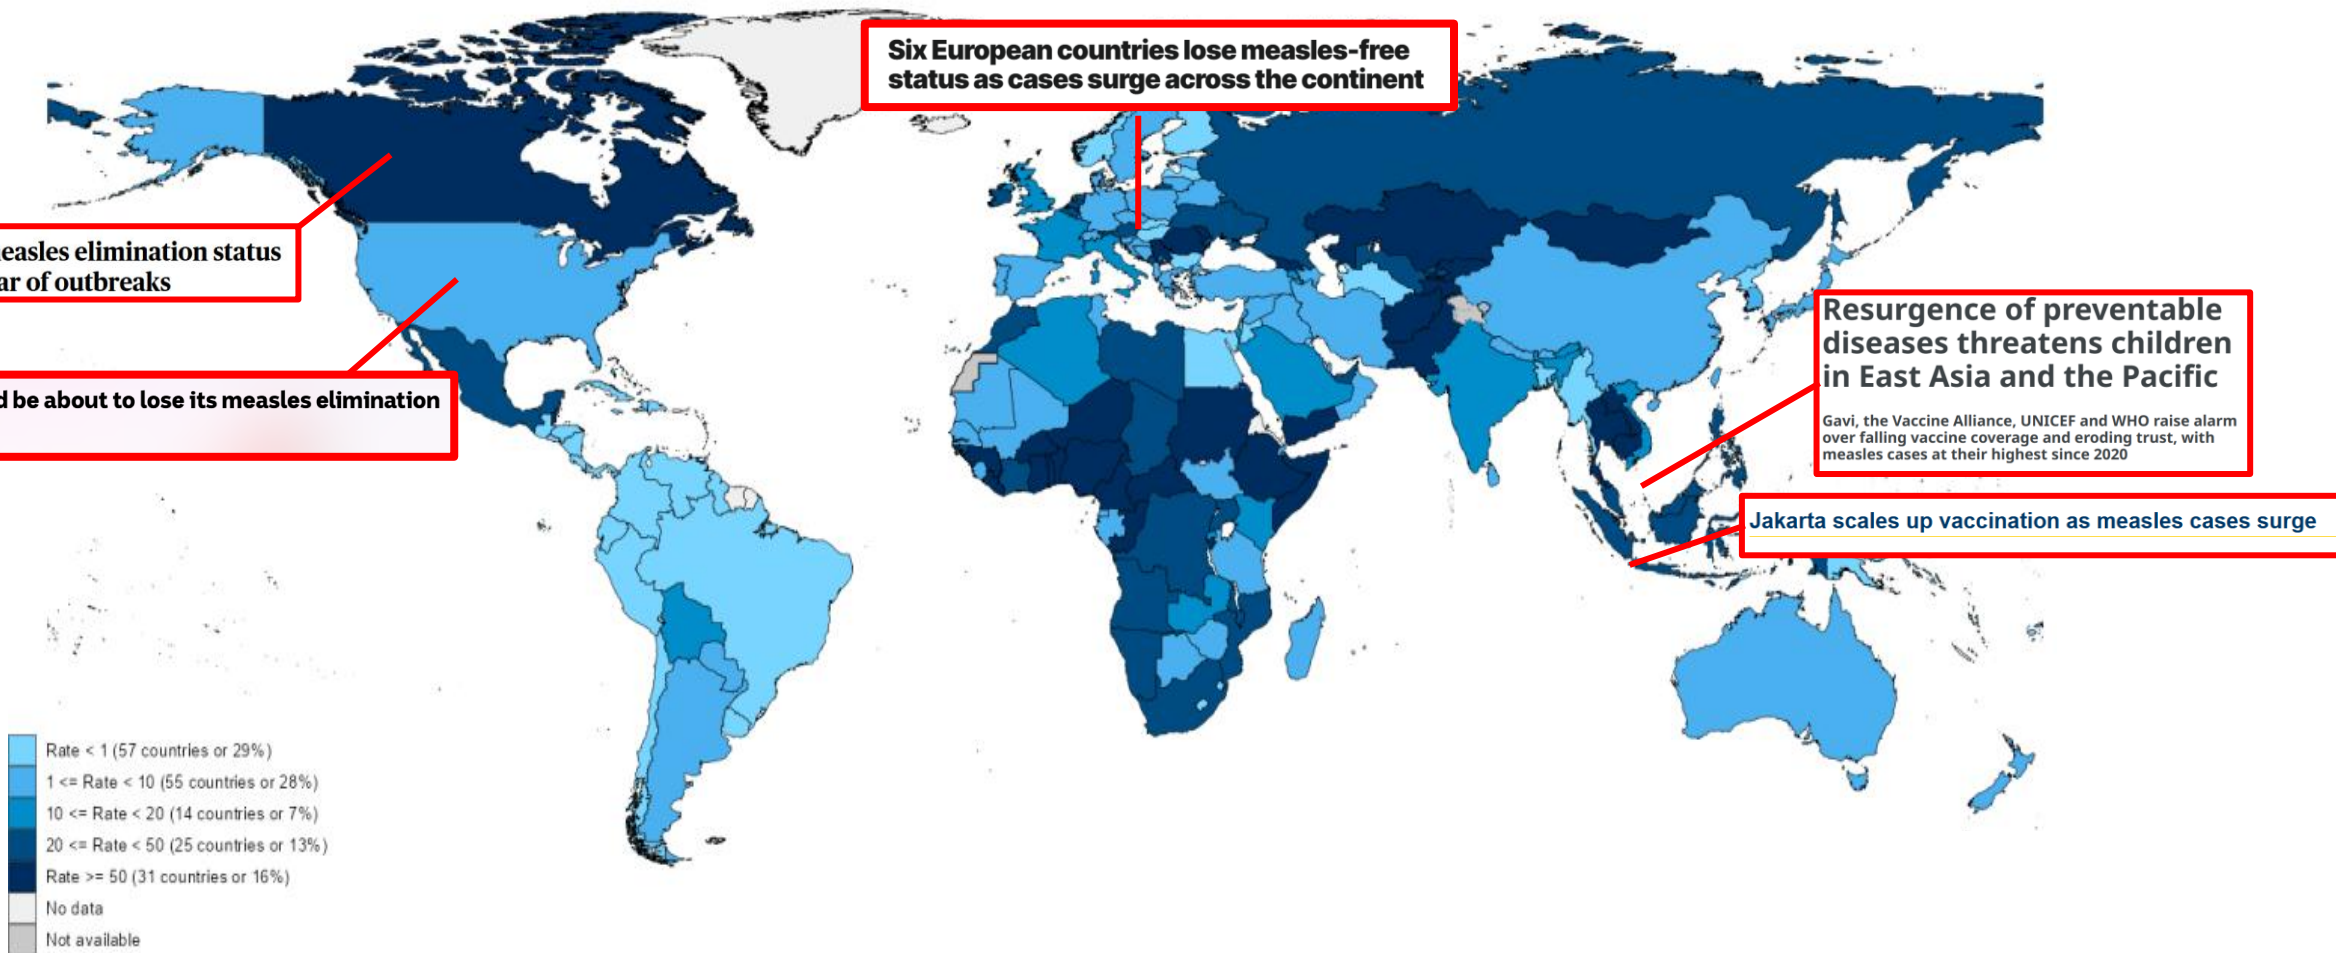 Six European countries lose measles-free
status as cases surge across the continent
easles elimination status
ar of outbreaks
d be about to lose its measles elimination
Resurgence of preventable
diseases threatens children
in East Asia and the Pacific
Gavi, the Vaccine Alliance, UNICEF and WHO raise alarm
over falling vaccine coverage and eroding trust, with
measles cases at their highest since 2020
Jakarta scales up vaccination as measles cases surge
Rate < 1 (57 countries or 29%)
1 <= Rate < 10 (55 countries or 28%)
10 <= Rate < 20 (14 countries or 7%)
20 <= Rate < 50 (25 countries or 13%)
Rate >= 50 (31 countries or 16%)
No data
Not available